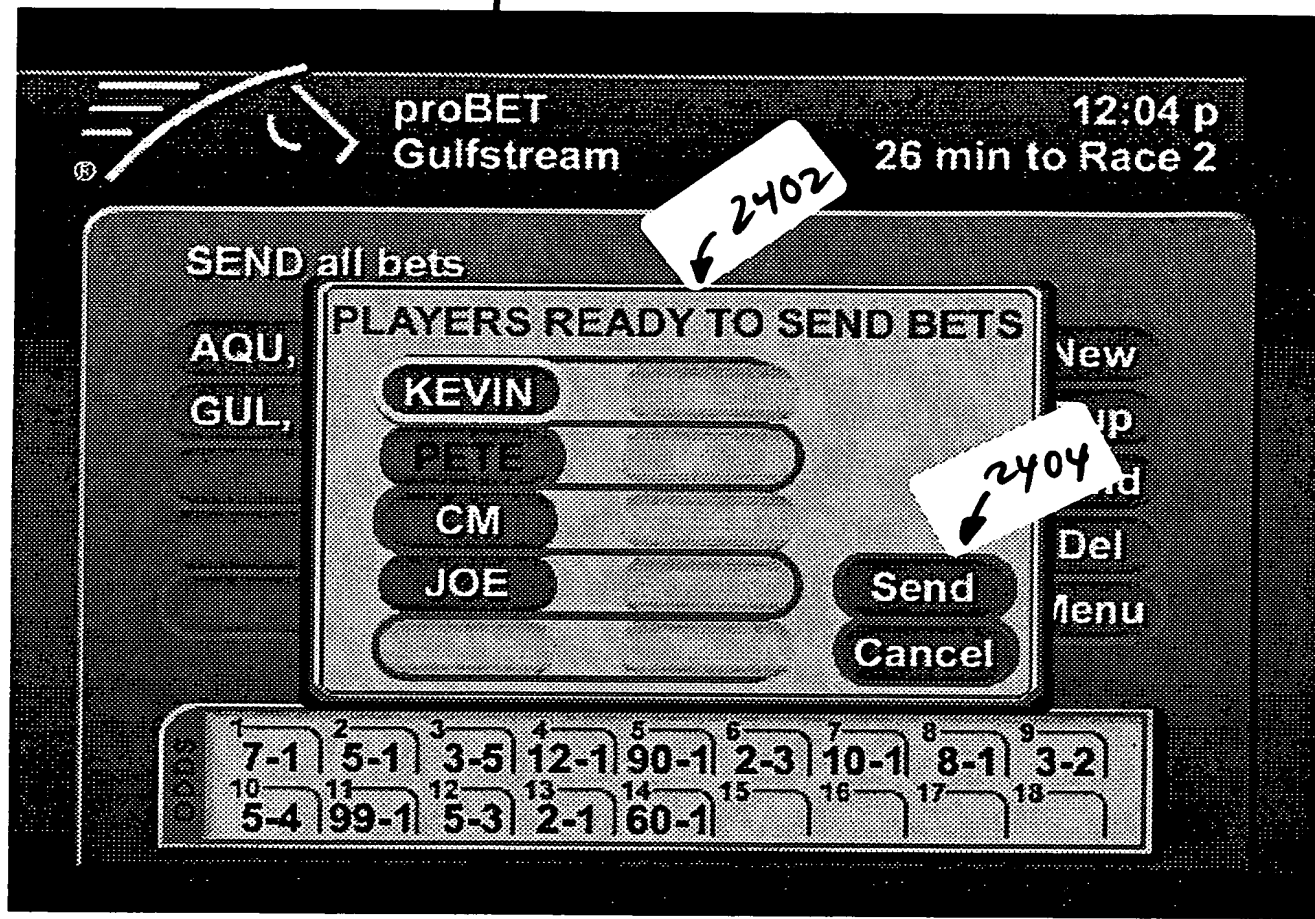 proBET
Gulfstream
12:04 p
26 min to Race 2
®
2402
SEND all bets
PLAYERS READY TO SEND BETS
AQU,
GUL,
KEVIN
PETE
CM
JOE
2404
New
Del
Menu
Send
Cancel
ODDS
1 7-1 2 5-1 3 3-5 4 12-1 5 90-1 6 2-3 7 10-1 8 8-1 9 3-2
10 5-4 11 99-1 12 5-3 13 2-1 14 60-1 15 16 17 18